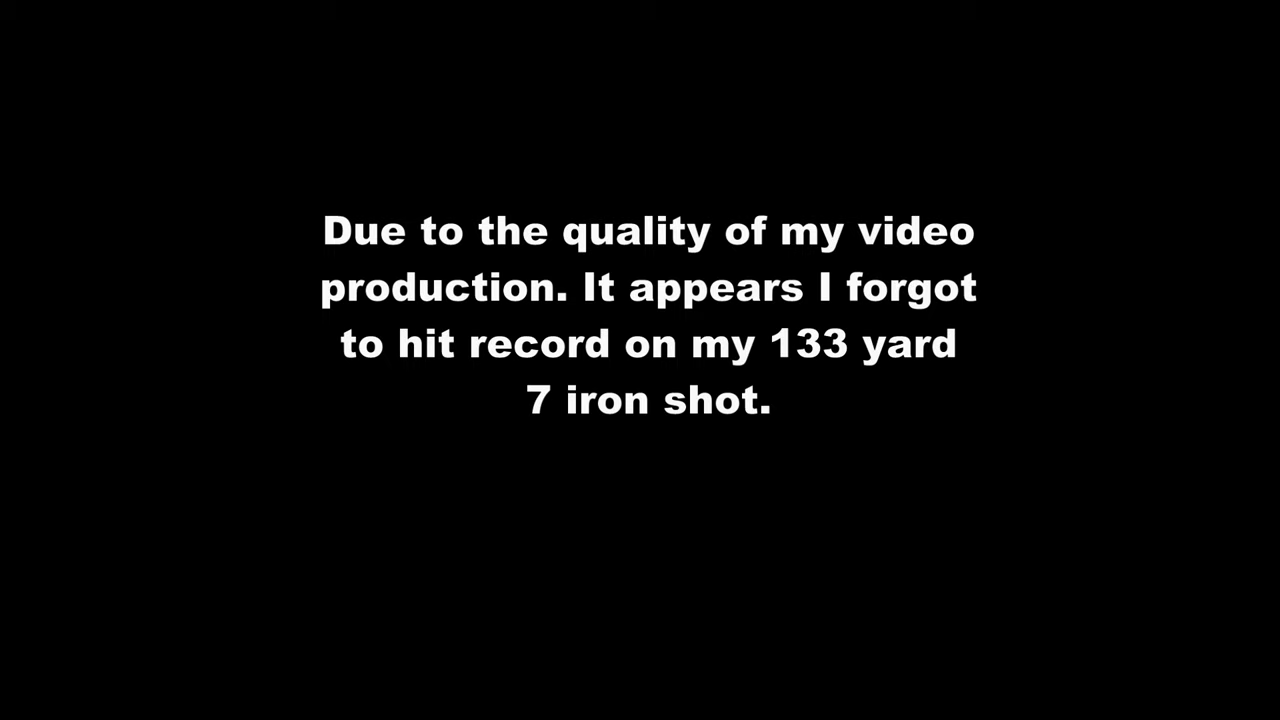 Due to the quality of my video
production. It appears I forgot
to hit record on my 133 yard
7 iron shot.